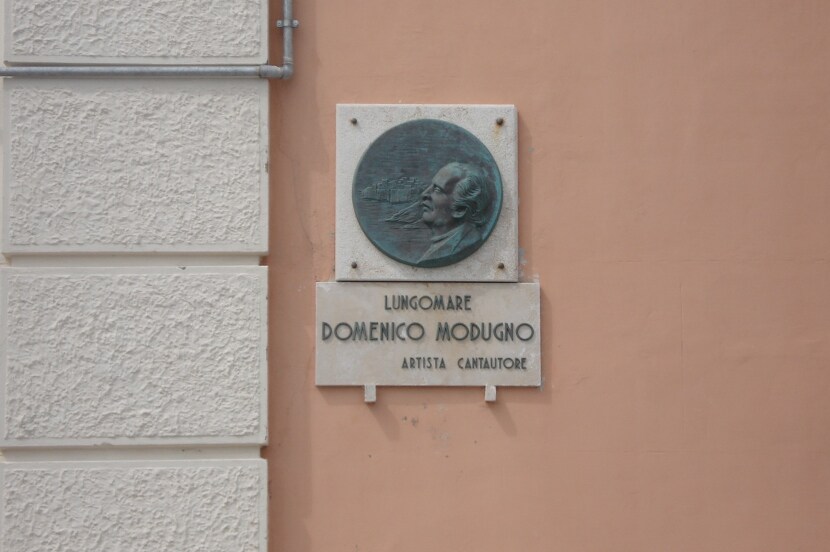 LUNGOMARE
DOMENICO MODUGNO
ARTISTA CANTAUTORE